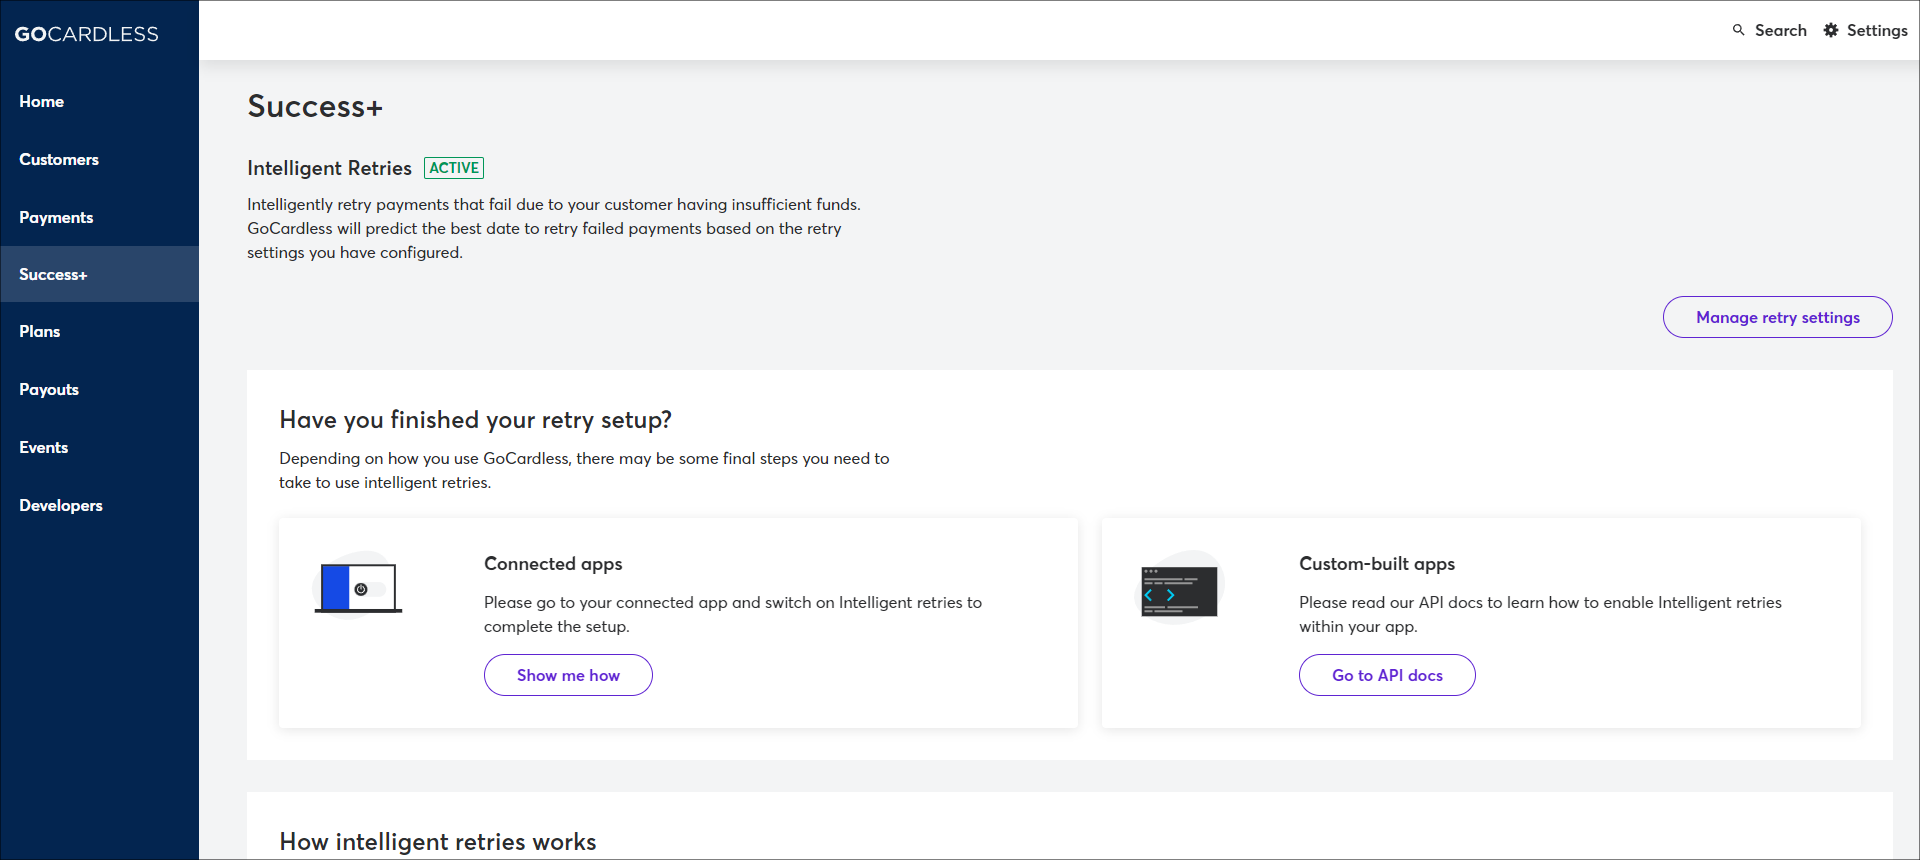 GOCARDLESS
Search
Settings
Home
Customers
Payments
Success+
Plans
Payouts
Events
Developers
Success+
Intelligent Retries ACTIVE
Intelligently retry payments that fail due to your customer having insufficient funds.
GoCardless will predict the best date to retry failed payments based on the retry
settings you have configured.
Manage retry settings
Have you finished your retry setup?
Depending on how you use GoCardless, there may be some final steps you need to
take to use intelligent retries.
Connected apps
Please go to your connected app and switch on Intelligent retries to
complete the setup.
Show me how
Custom-built apps
Please read our API docs to learn how to enable Intelligent retries
within your app.
Go to API docs
How intelligent retries works